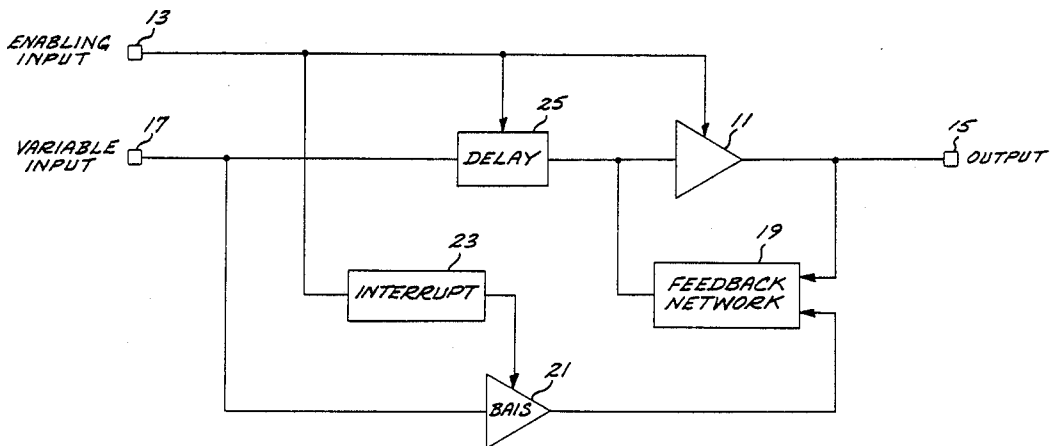 13
ENABLING
INPUT
17
VARIABLE
INPUT
25
DELAY
11
15
OUTPUT
23
INTERRUPT
19
FEEDBACK
NETWORK
21
BAIS